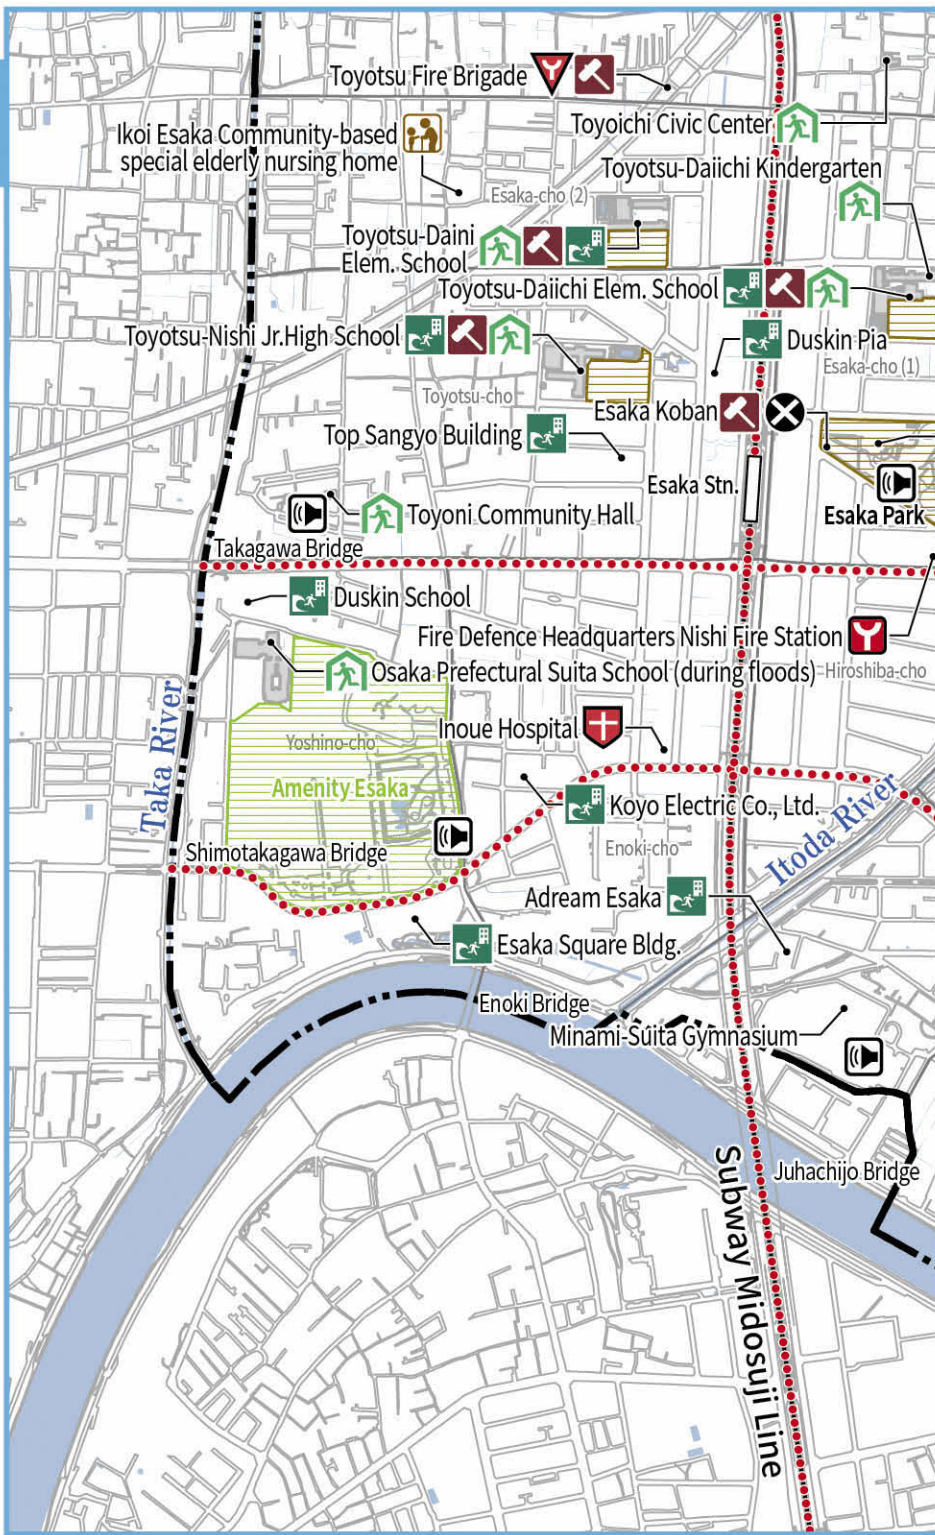 Toyotsu Fire Brigade
Toyoichi Civic Center
Ikoi Esaka Community-based
special elderly nursing home
Toyotsu-Daiichi Kindergarten
Esaka-cho (2)
Toyotsu-Daini
Elem. School
Toyotsu-Daiichi Elem. School
Toyotsu-Nishi Jr.High School
Duskin Pia
Esaka-cho (1)
Toyotsu-cho
Esaka Koban
Top Sangyo Building
Esaka Stn.
Esaka Park
Toyoni Community Hall
Takagawa Bridge
Duskin School
Fire Defence Headquarters Nishi Fire Station
Osaka Prefectural Suita School (during floods)
Hiroshiba-cho
Taka River
Inoue Hospital
Yoshino-cho
Amenity Esaka
Koyo Electric Co., Ltd.
Itoda River
Shimotakagawa Bridge
Enoki-cho
Adream Esaka
Esaka Square Bldg.
Enoki Bridge
Minami-Suita Gymnasium
Juhachijo Bridge
Subway Midosuji Line